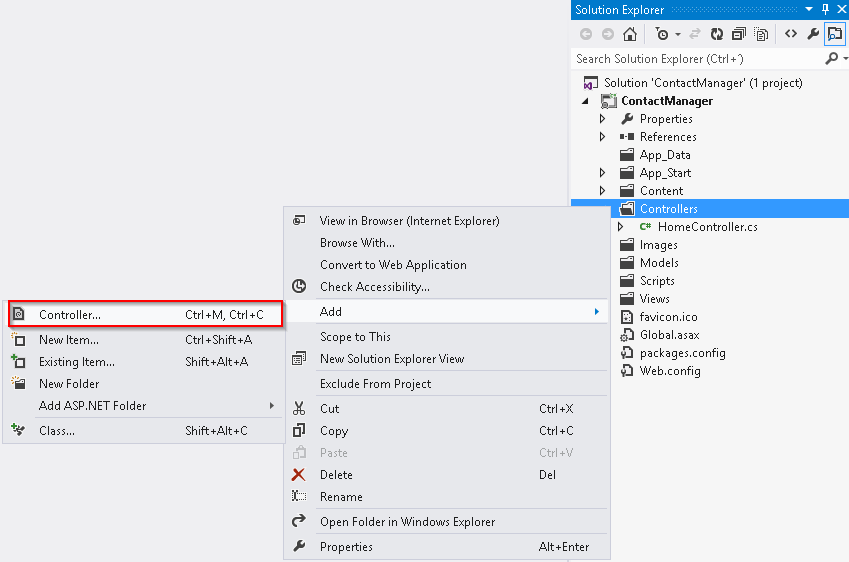 Solution Explorer
Search Solution Explorer (Ctrl+')
Solution 'ContactManager' (1 project)
ContactManager
Properties
References
App_Data
App_Start
Content
Controllers
C# HomeController.cs
Images
Models
Scripts
Views
favicon.ico
Global.asax
packages.config
Web.config
View in Browser (Internet Explorer)
Browse With...
Convert to Web Application
Check Accessibility...
Add
Scope to This
New Solution Explorer View
Exclude From Project
Cut Ctrl+X
Copy Ctrl+C
Paste Ctrl+V
Delete Del
Rename
Open Folder in Windows Explorer
Properties Alt+Enter
Controller... Ctrl+M, Ctrl+C
New Item... Ctrl+Shift+A
Existing Item... Shift+Alt+A
New Folder
Add ASP.NET Folder
Class... Shift+Alt+C